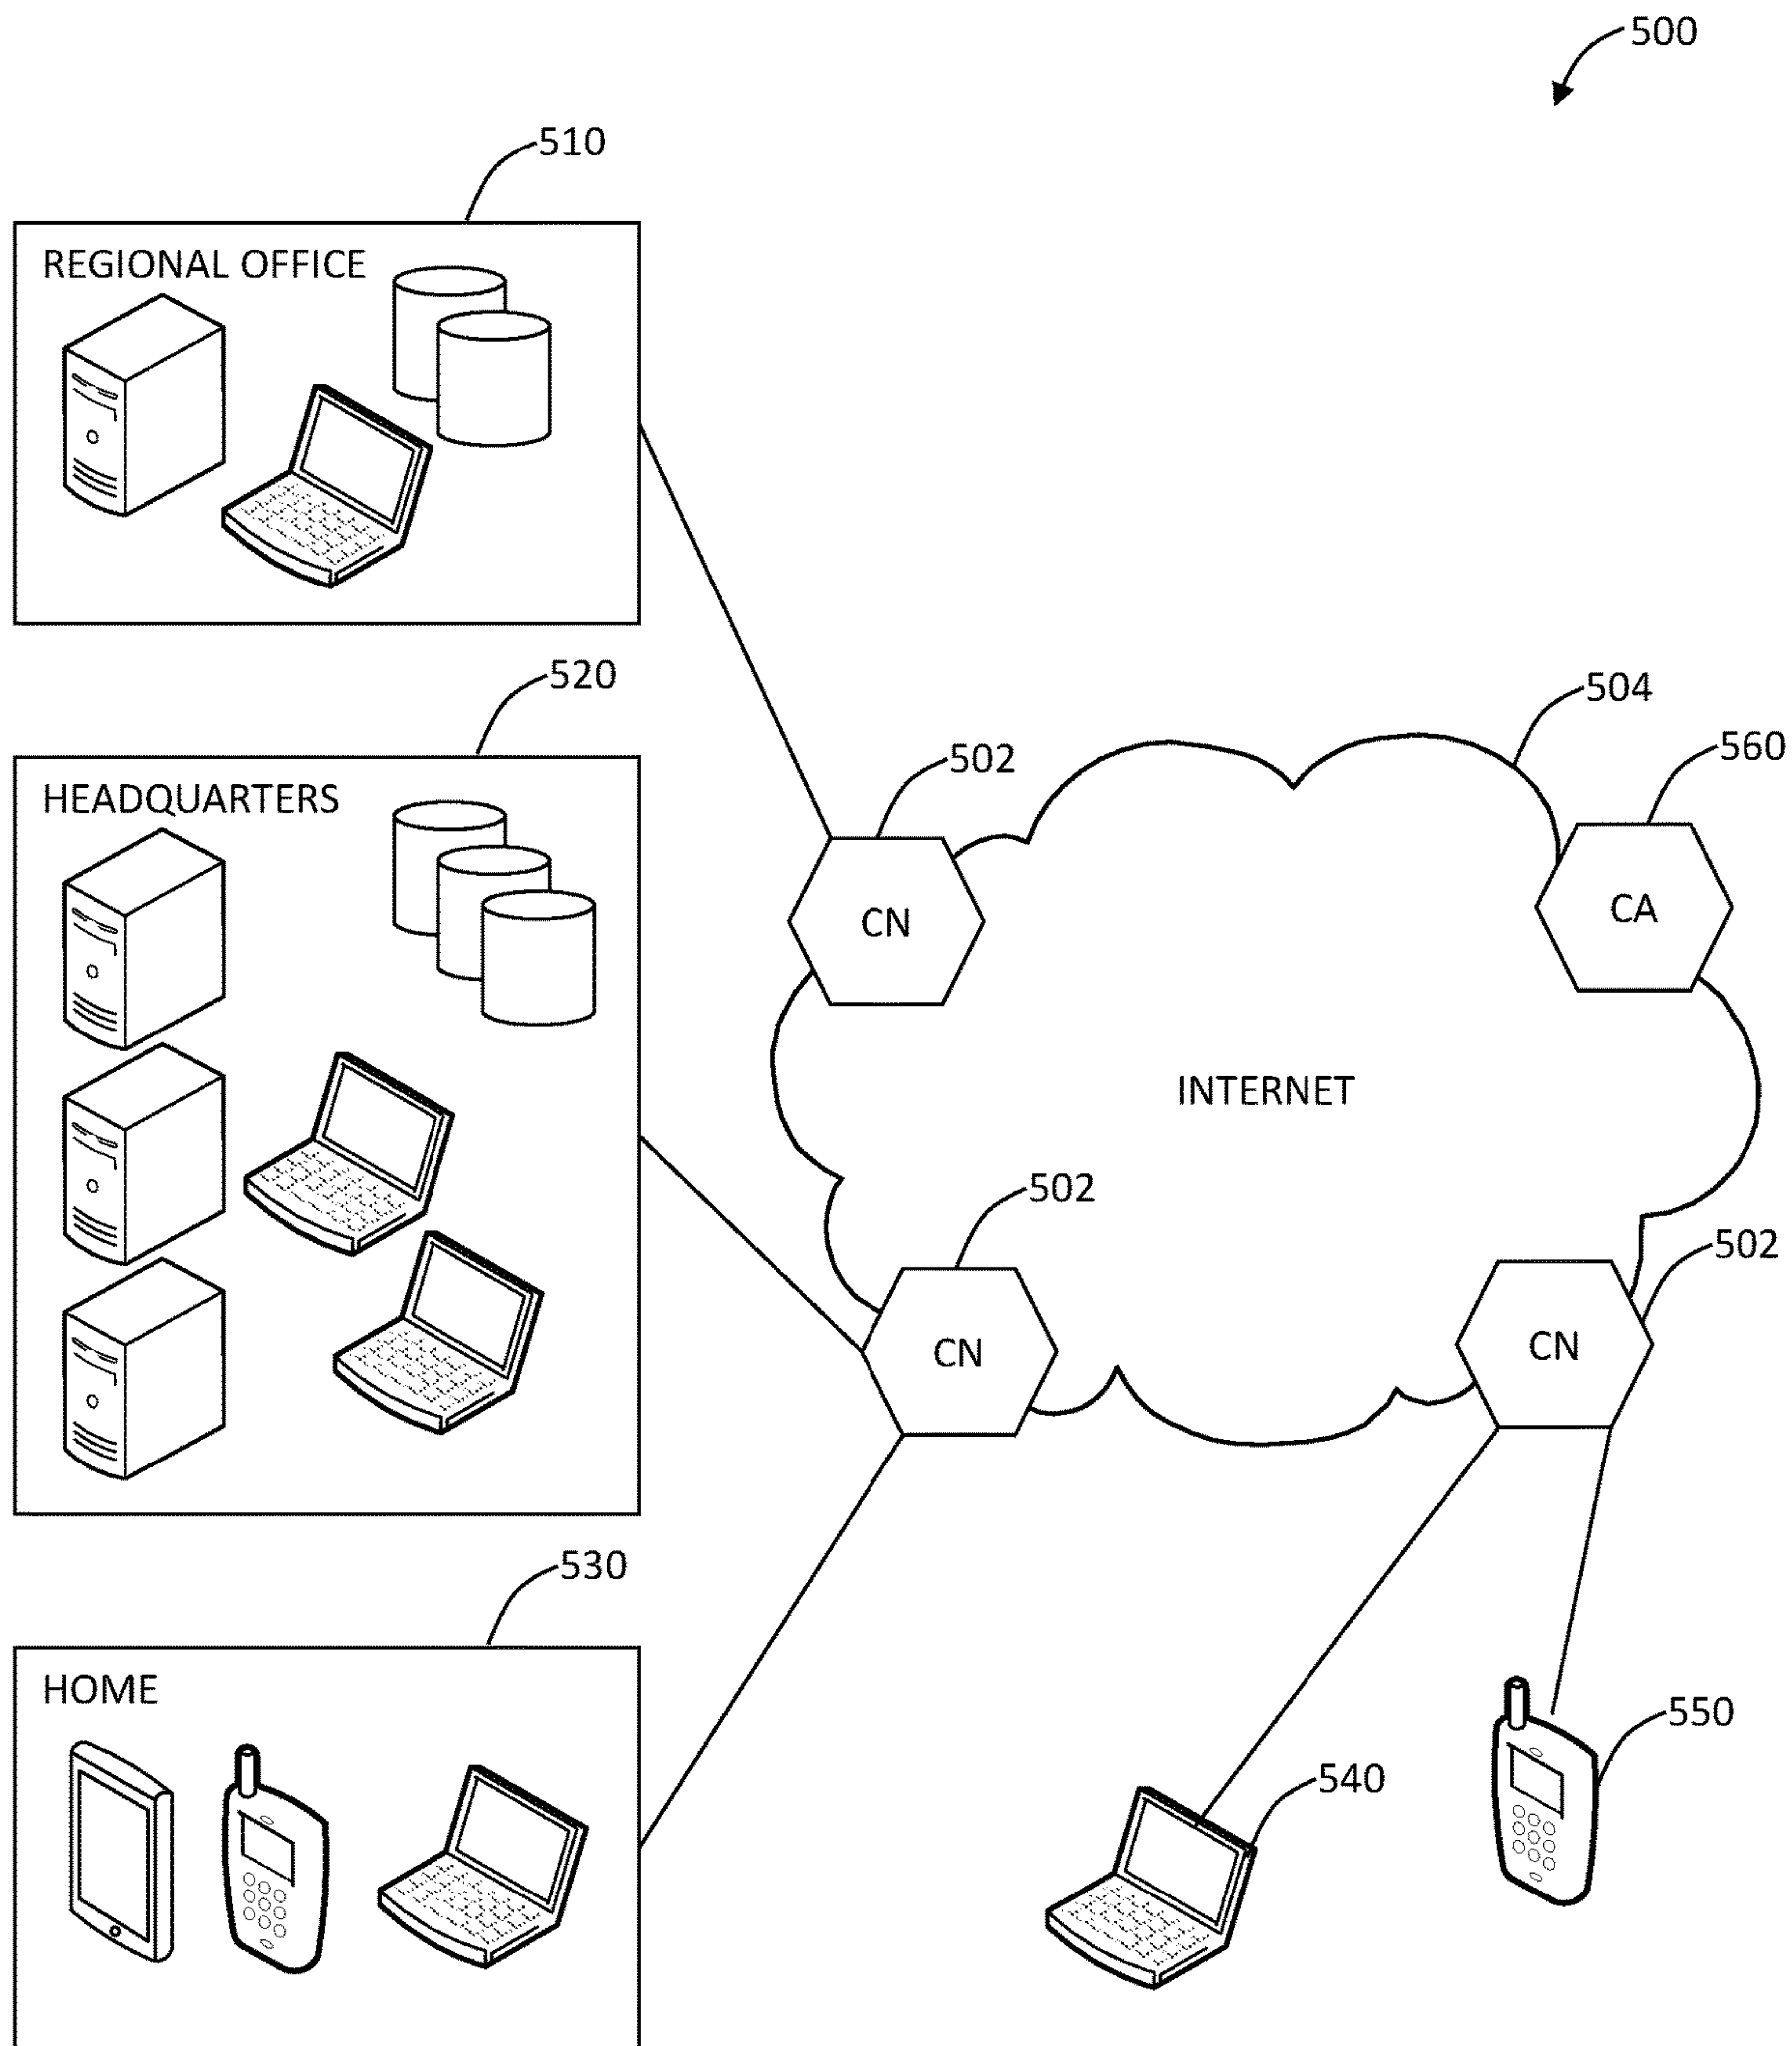 500
510
REGIONAL OFFICE
520
504
HEADQUARTERS
502
560
CN
CA
INTERNET
502
502
CN
CN
530
HOME
550
540